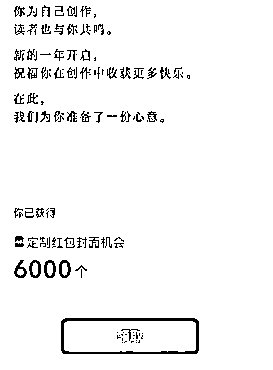 你为自己创作，
读者也与你共鸣。
新的一年开启，
祝福你在创作中收获更多快乐。
在此，
我们为你准备了一份心意。
你已获得
定制红包封面机会
6000个
领取